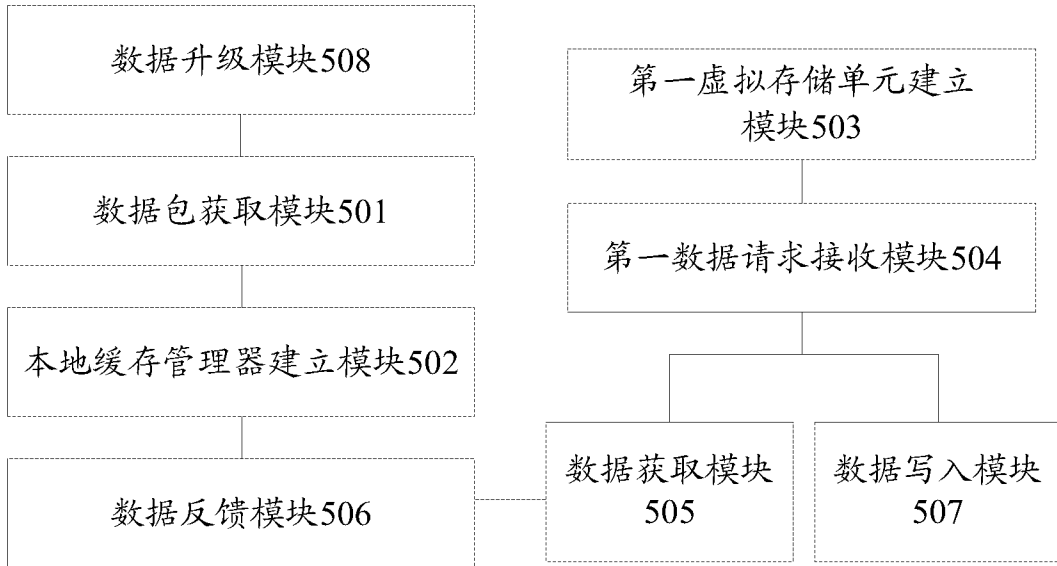 数据升级模块508
数据包获取模块501
本地缓存管理器建立模块502
数据反馈模块506
第一虚拟存储单元建立
模块503
第一数据请求接收模块504
数据获取模块
505
数据写入模块
507